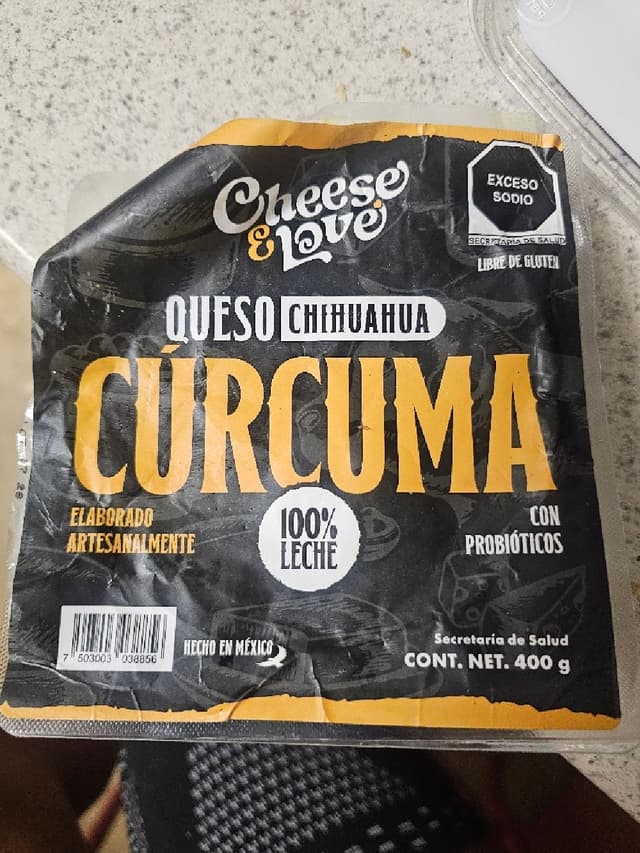 Cheese
& Love
EXCESO
SODIO
SECRETARÍA DE SALUD
LIBRE DE GLUTEN
QUESO CHIHUAHUA
CÚRCUMA
ELABORADO
ARTESANALMENTE
100%
LECHE
CON
PROBIÓTICOS
7 503003 038856
HECHO EN MÉXICO
Secretaría de Salud
CONT. NET. 400 g